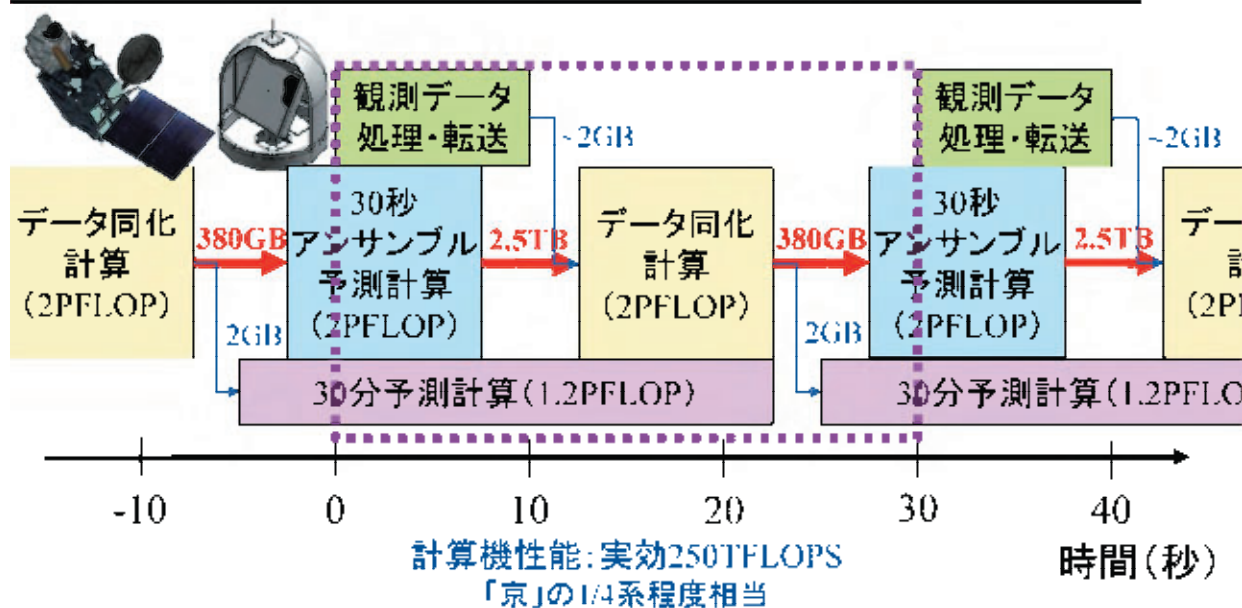 観測データ
処理・転送
~2GB
観測データ
処理・転送
~2GB
データ同化
計算
(2PFLOP)
380GB
30秒
アンサンブル
予測計算
(2PFLOP)
2.5TB
データ同化
計算
(2PFLOP)
380GB
30秒
アンサンブル
予測計算
(2PFLOP)
2.5TB
デー
計
(2PF
2GB
2GB
30分予測計算(1.2PFLOP)
30分予測計算(1.2PFLO
-10 0 10 20 30 40
時間(秒)
計算機性能:実効250TFLOPS
「京」の1/4系程度相当